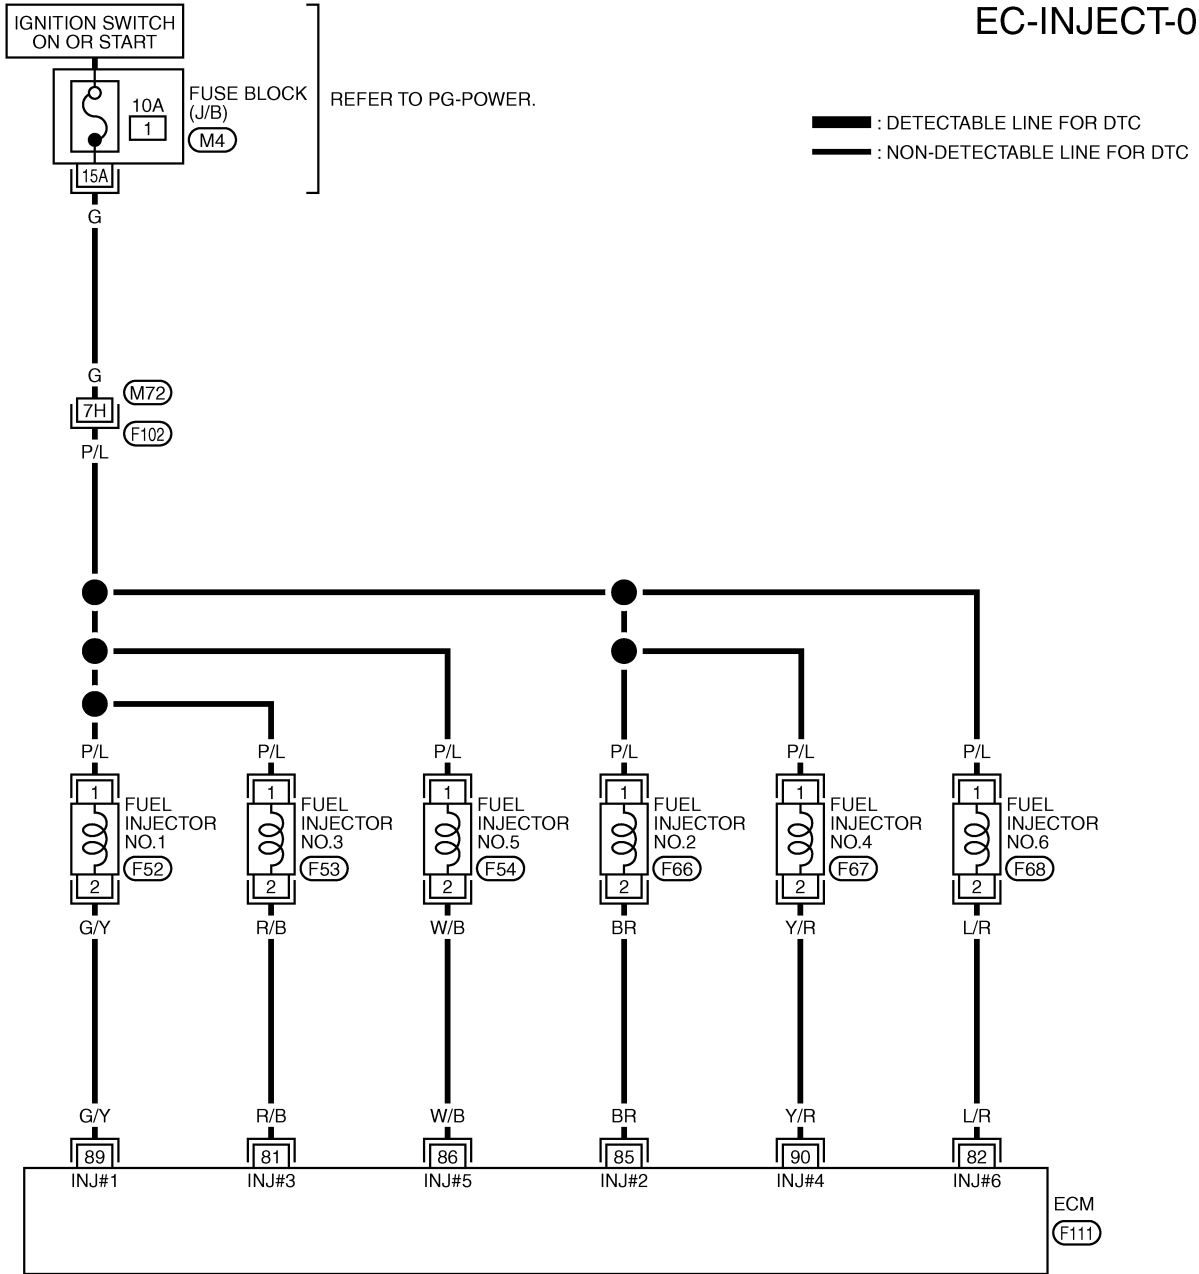 EC-INJECT-0
IGNITION SWITCH
ON OR START
10A
1
FUSE BLOCK
(J/B)
M4
REFER TO PG-POWER.
: DETECTABLE LINE FOR DTC
: NON-DETECTABLE LINE FOR DTC
15A
G
G
M72
7H
F102
P/L
P/L P/L P/L P/L P/L P/L
1 1 1 1 1 1
FUEL
INJECTOR
NO.1
F52
FUEL
INJECTOR
NO.3
F53
FUEL
INJECTOR
NO.5
F54
FUEL
INJECTOR
NO.2
F66
FUEL
INJECTOR
NO.4
F67
FUEL
INJECTOR
NO.6
F68
2 2 2 2 2 2
G/Y R/B W/B BR Y/R L/R
G/Y R/B W/B BR Y/R L/R
89 81 86 85 90 82
INJ#1 INJ#3 INJ#5 INJ#2 INJ#4 INJ#6
ECM
F111